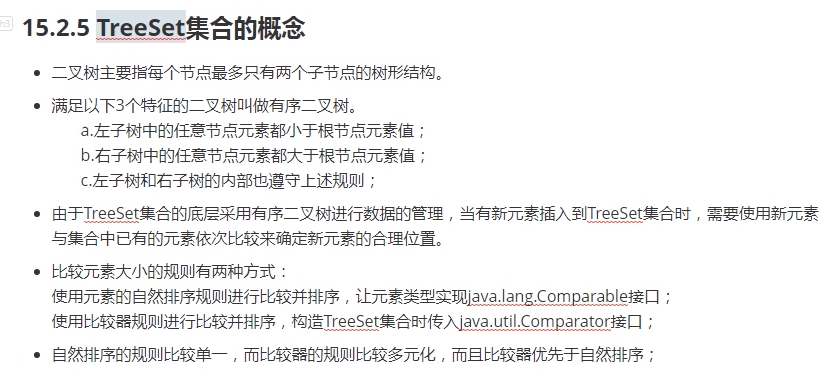 h3
15.2.5 TreeSet集合的概念
二叉树主要指每个节点最多只有两个子节点的树形结构。
满足以下3个特征的二叉树叫做有序二叉树。
a.左子树中的任意节点元素都小于根节点元素值；
b.右子树中的任意节点元素都大于根节点元素值；
c.左子树和右子树的内部也遵守上述规则；
由于TreeSet集合的底层采用有序二叉树进行数据的管理，当有新元素插入到TreeSet集合时，需要使用新元素
与集合中已有的元素依次比较来确定新元素的合理位置。
比较元素大小的规则有两种方式：
使用元素的自然排序规则进行比较并排序，让元素类型实现java.lang.Comparable接口；
使用比较器规则进行比较并排序，构造TreeSet集合时传入java.util.Comparator接口；
自然排序的规则比较单一，而比较器的规则比较多元化，而且比较器优先于自然排序；